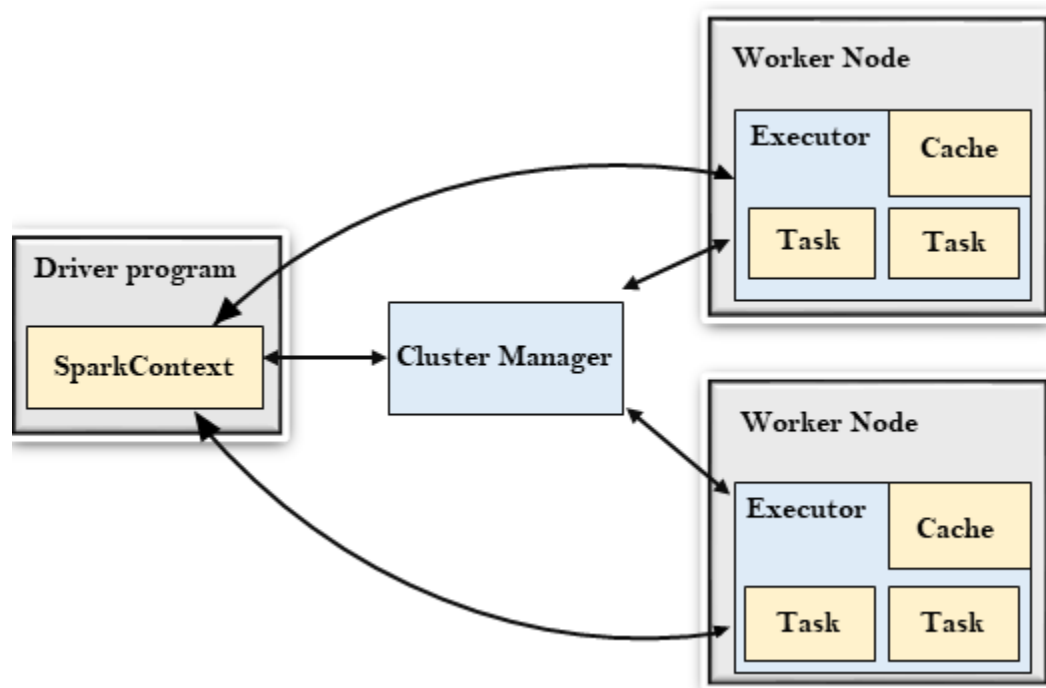 Worker Node
Executor
Cache
Task Task
Driver program
SparkContext
Cluster Manager
Worker Node
Executor
Cache
Task Task